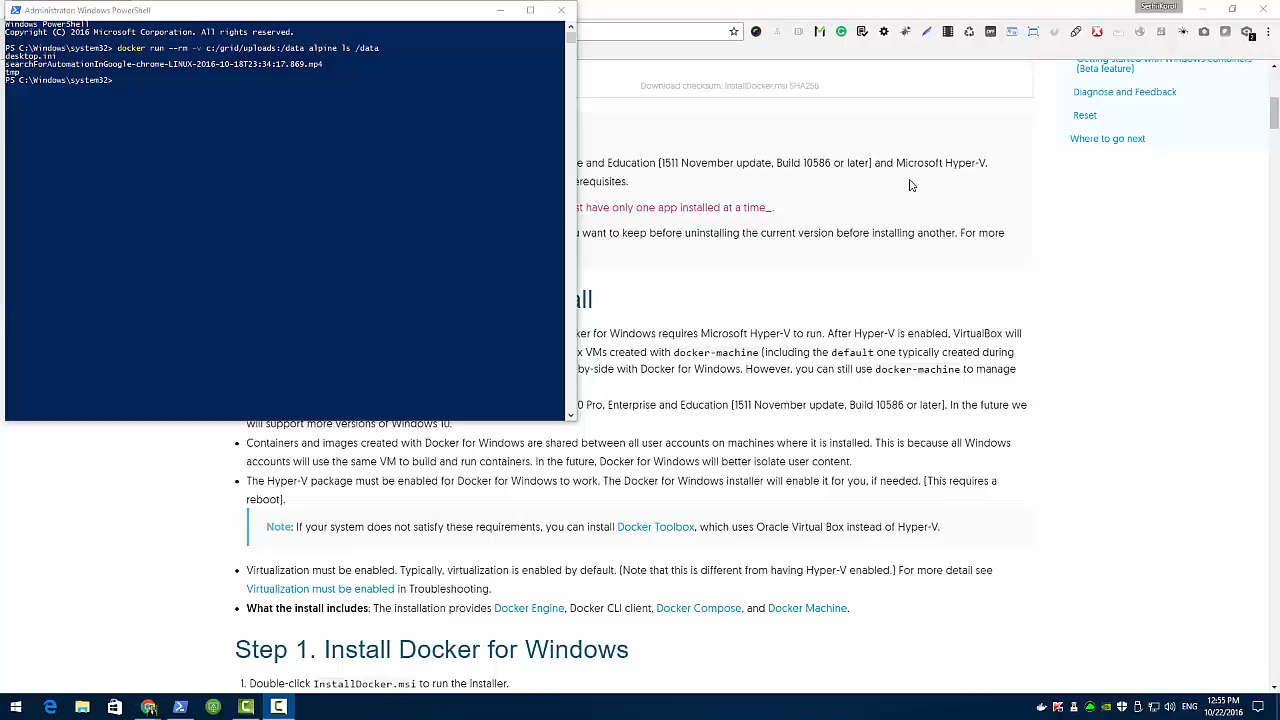 SerhiiKorol
Administrator: Windows PowerShell
Windows PowerShell
Copyright (C) 2016 Microsoft Corporation. All rights reserved.
PS C:\Windows\system32> docker run --rm -v c:/grid/uploads:/data alpine ls /data
desktop.ini
searchForAutomationInGoogle-chrome-LINUX-2016-10-18T23:34:17.869.mp4
tmp
PS C:\Windows\system32>
Getting started with Windows containers
(Beta feature)
Download checksum: InstallDocker.msi SHA256
Diagnose and Feedback
Reset
Where to go next
e and Education (1511 November update, Build 10586 or later) and Microsoft Hyper-V.
erequisites.
st have only one app installed at a time_.
u want to keep before uninstalling the current version before installing another. For more
all
ker for Windows requires Microsoft Hyper-V to run. After Hyper-V is enabled, VirtualBox will
x VMs created with docker-machine (including the default one typically created during
by-side with Docker for Windows. However, you can still use docker-machine to manage
0 Pro, Enterprise and Education (1511 November update, Build 10586 or later). In the future we
will support more versions of Windows 10.
• Containers and images created with Docker for Windows are shared between all user accounts on machines where it is installed. This is because all Windows
accounts will use the same VM to build and run containers. In the future, Docker for Windows will better isolate user content.
• The Hyper-V package must be enabled for Docker for Windows to work. The Docker for Windows installer will enable it for you, if needed. (This requires a
reboot).
Note: If your system does not satisfy these requirements, you can install Docker Toolbox, which uses Oracle Virtual Box instead of Hyper-V.
• Virtualization must be enabled. Typically, virtualization is enabled by default. (Note that this is different from having Hyper-V enabled.) For more detail see
Virtualization must be enabled in Troubleshooting.
• What the install includes: The installation provides Docker Engine, Docker CLI client, Docker Compose, and Docker Machine.
Step 1. Install Docker for Windows
1. Double-click InstallDocker.msi to run the installer.
ENG
12:55 PM
10/22/2016